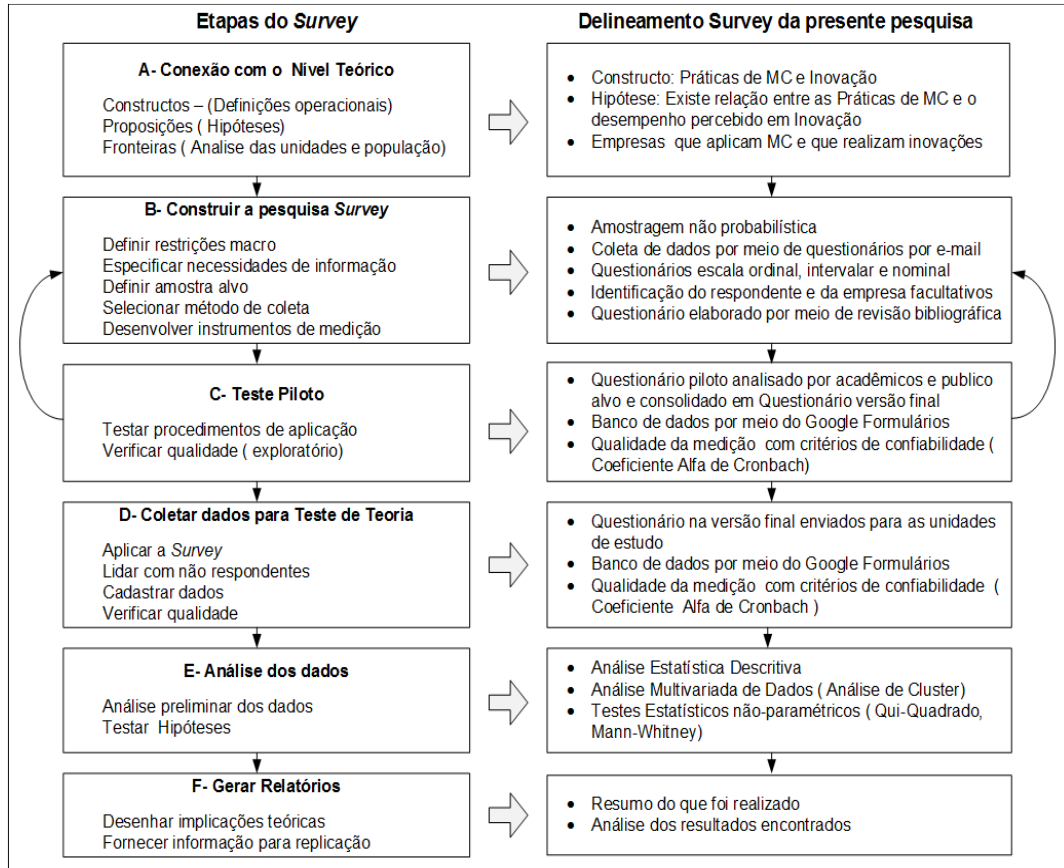 Etapas do Survey
Delineamento Survey da presente pesquisa
A- Conexão com o Nivel Teórico
Constructos – (Definições operacionais)
Proposições ( Hipóteses)
Fronteiras ( Analise das unidades e população)
• Constructo: Práticas de MC e Inovação
• Hipótese: Existe relação entre as Práticas de MC e o
desempenho percebido em Inovação
• Empresas que aplicam MC e que realizam inovações
B- Construir a pesquisa Survey
Definir restrições macro
Especificar necessidades de informação
Definir amostra alvo
Selecionar método de coleta
Desenvolver instrumentos de medição
• Amostragem não probabilística
• Coleta de dados por meio de questionários por e-mail
• Questionários escala ordinal, intervalar e nominal
• Identificação do respondente e da empresa facultativos
• Questionário elaborado por meio de revisão bibliográfica
C- Teste Piloto
Testar procedimentos de aplicação
Verificar qualidade ( exploratório)
• Questionário piloto analisado por acadêmicos e publico
alvo e consolidado em Questionário versão final
• Banco de dados por meio do Google Formulários
• Qualidade da medição com critérios de confiabilidade (
Coeficiente Alfa de Cronbach)
D- Coletar dados para Teste de Teoria
Aplicar a Survey
Lidar com não respondentes
Cadastrar dados
Verificar qualidade
• Questionário na versão final enviados para as unidades
de estudo
• Banco de dados por meio do Google Formulários
• Qualidade da medição com critérios de confiabilidade (
Coeficiente Alfa de Cronbach )
E- Análise dos dados
Análise preliminar dos dados
Testar Hipóteses
• Análise Estatística Descritiva
• Análise Multivariada de Dados ( Análise de Cluster)
• Testes Estatísticos não-paramétricos ( Qui-Quadrado,
Mann-Whitney)
F- Gerar Relatórios
Desenhar implicações teóricas
Fornecer informação para replicação
• Resumo do que foi realizado
• Análise dos resultados encontrados